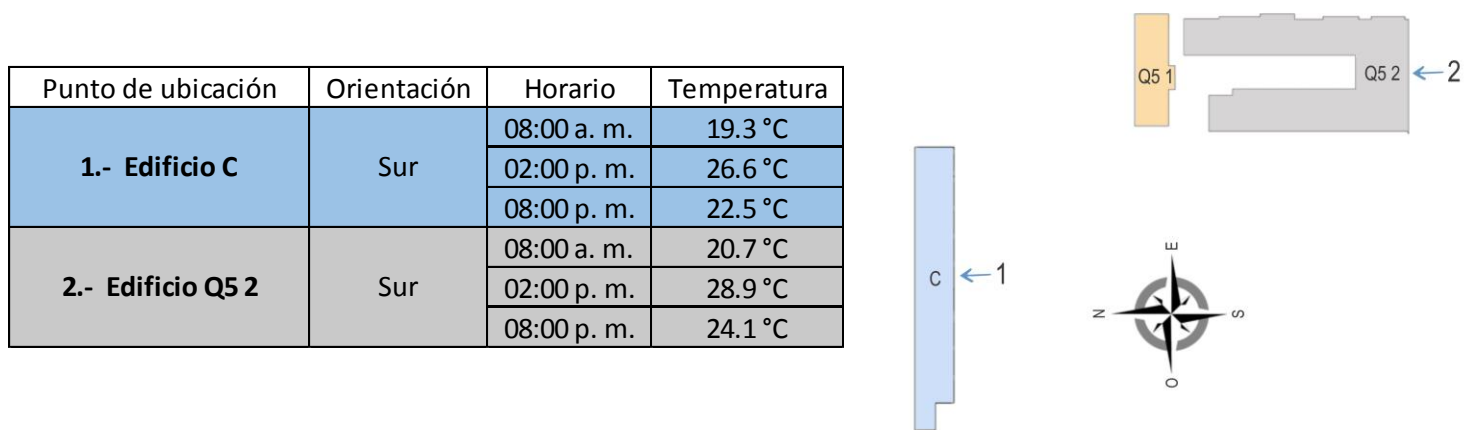 Punto de ubicación Orientación Horario Temperatura
1.- Edificio C Sur 08:00 a. m. 19.3 °C
02:00 p. m. 26.6 °C
08:00 p. m. 22.5 °C
2.- Edificio Q5 2 Sur 08:00 a. m. 20.7 °C
02:00 p. m. 28.9 °C
08:00 p. m. 24.1 °C
Q5 1
Q5 2
2
C
1
E
N
S
O